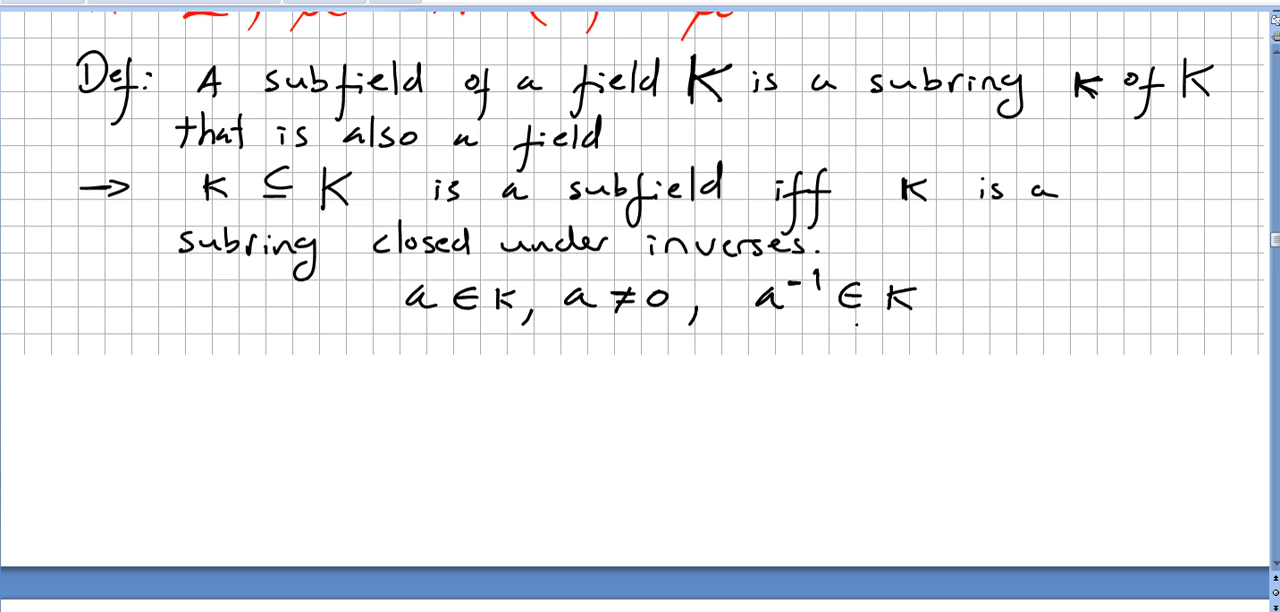 Def: A subfield of a field K is a subring k of K
that is also a field
→ k ⊆ K is a subfield iff k is a
subring closed under inverses.
a ∈ k, a ≠ 0, a⁻¹ ∈ k